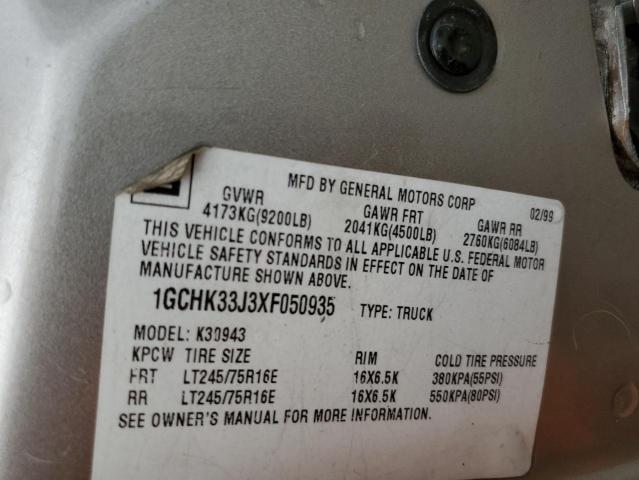 MFD BY GENERAL MOTORS CORP
02/99
GVWR GAWR FRT GAWR RR
4173KG(9200LB) 2041KG(4500LB) 2760KG(6084LB)
THIS VEHICLE CONFORMS TO ALL APPLICABLE U.S. FEDERAL MOTOR
VEHICLE SAFETY STANDARDS IN EFFECT ON THE DATE OF
MANUFACTURE SHOWN ABOVE.
1GCHK33J3XF050935 TYPE: TRUCK
MODEL: K30943
KPCW TIRE SIZE RIM COLD TIRE PRESSURE
FRT LT245/75R16E 16X6.5K 380KPA(55PSI)
RR LT245/75R16E 16X6.5K 550KPA(80PSI)
SEE OWNER'S MANUAL FOR MORE INFORMATION.